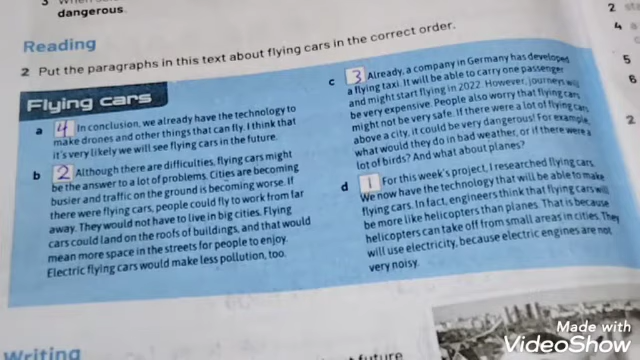 dangerous.
Reading
2 Put the paragraphs in this text about flying cars in the correct order.
Flying cars
a 4 In conclusion, we already have the technology to
make drones and other things that can fly. I think that
it's very likely we will see flying cars in the future.
b 2 Although there are difficulties, flying cars might
be the answer to a lot of problems. Cities are becoming
busier and traffic on the ground is becoming worse. If
there were flying cars, people could fly to work from far
away. They would not have to live in big cities. Flying
cars could land on the roofs of buildings, and that would
mean more space in the streets for people to enjoy.
Electric flying cars would make less pollution, too.
c 3 Already, a company in Germany has developed
a flying taxi. It will be able to carry one passenger
and might start flying in 2022. However, journeys will
be very expensive. People also worry that flying cars
might not be very safe. If there were a lot of flying cars
above a city, it could be very dangerous! For example,
what would they do in bad weather, or if there were a
lot of birds? And what about planes?
d 1 For this week's project, I researched flying cars.
We now have the technology that will be able to make
flying cars. In fact, engineers think that flying cars will
be more like helicopters than planes. That is because
helicopters can take off from small areas in cities. They
will use electricity, because electric engines are not
very noisy.
Writing
future
2
4
5
6
2
Made with
VideoShow